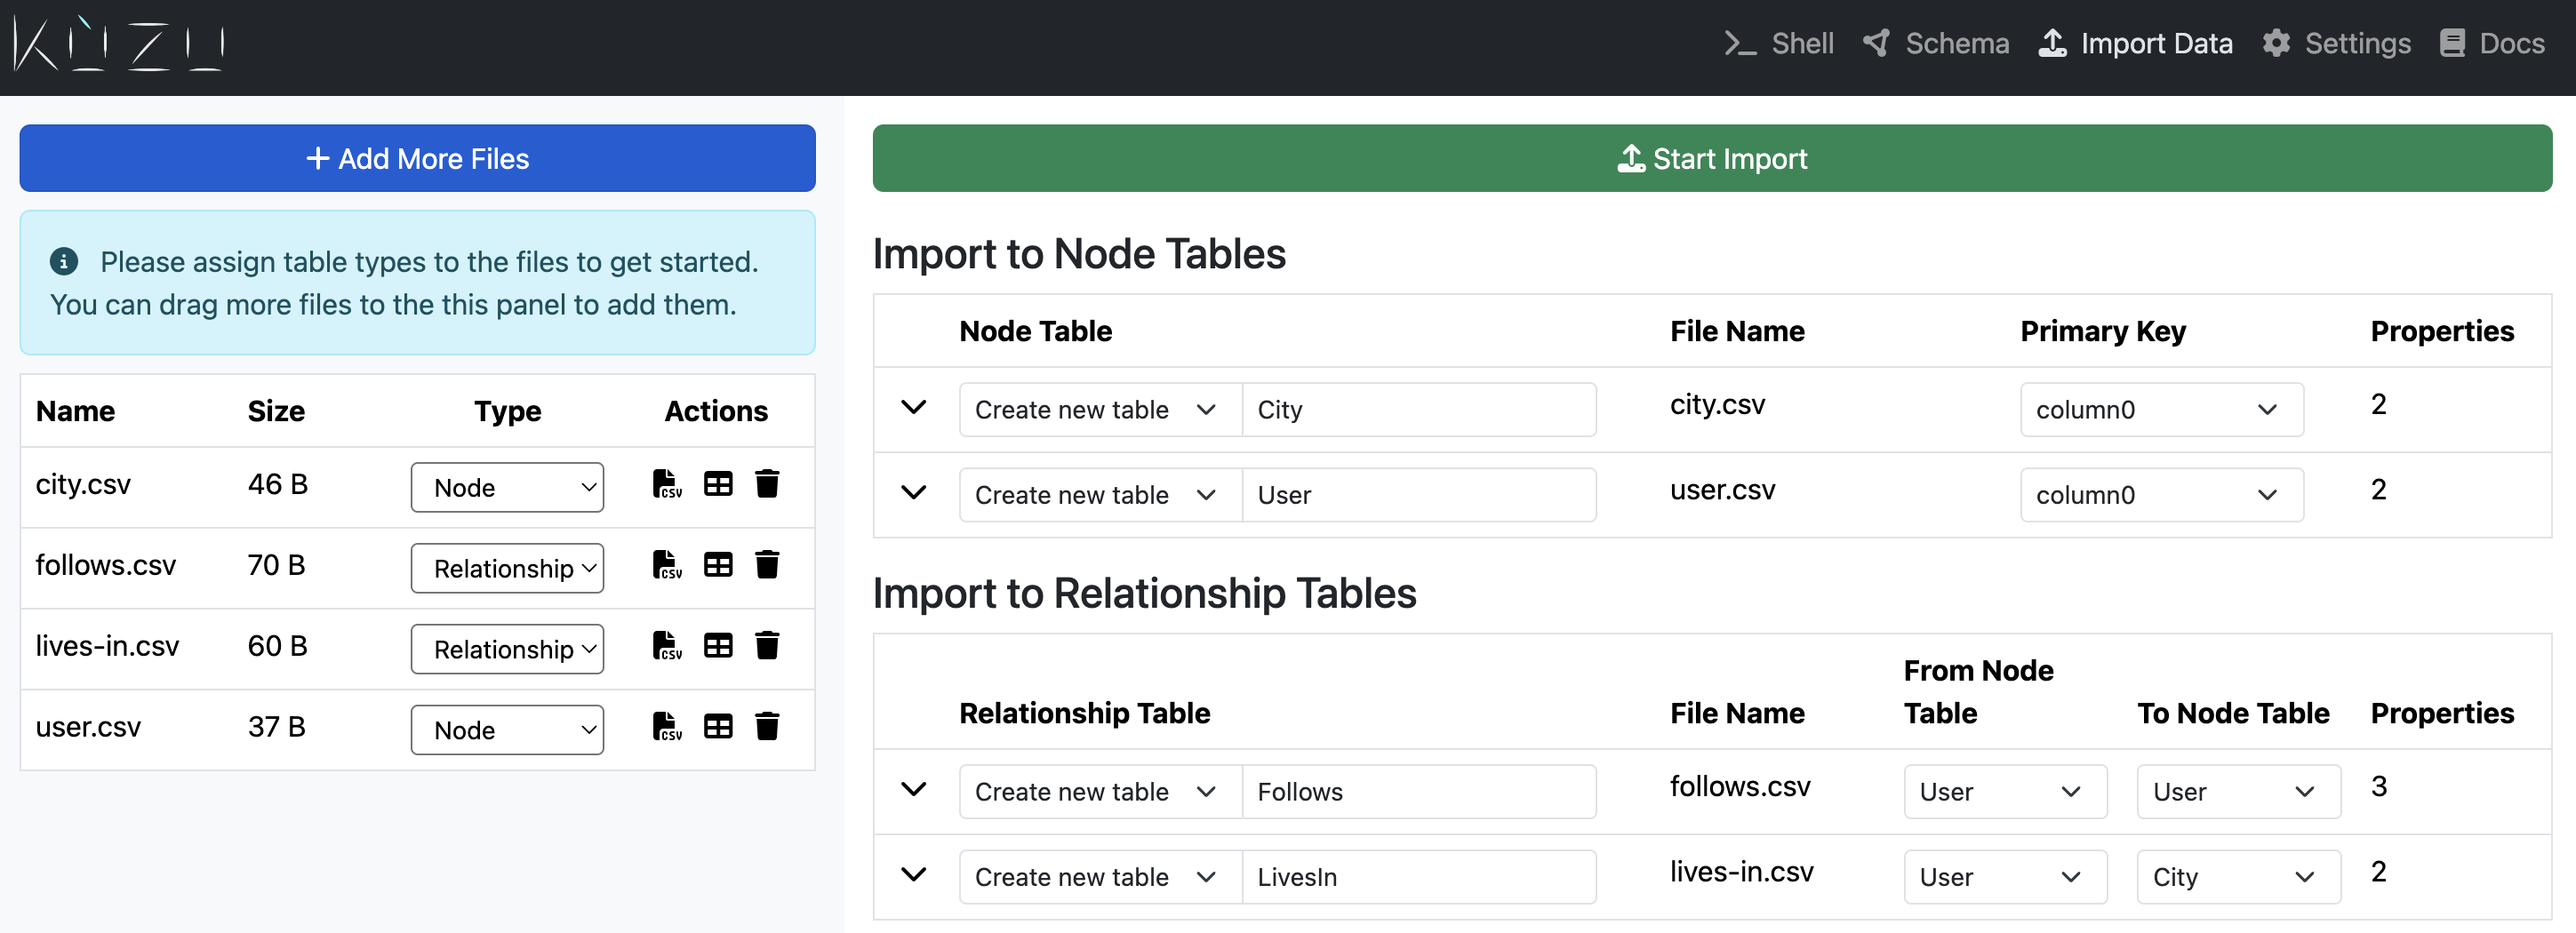 KÙZU
Shell Schema Import Data Settings Docs
Add More Files
Please assign table types to the files to get started.
You can drag more files to the this panel to add them.
Name Size Type Actions
city.csv 46 B Node CSV
follows.csv 70 B Relationship CSV
lives-in.csv 60 B Relationship CSV
user.csv 37 B Node CSV
Start Import
Import to Node Tables
Node Table File Name Primary Key Properties
Create new table City city.csv column0 2
Create new table User user.csv column0 2
Import to Relationship Tables
Relationship Table File Name From Node Table To Node Table Properties
Create new table Follows follows.csv User User 3
Create new table LivesIn lives-in.csv User City 2